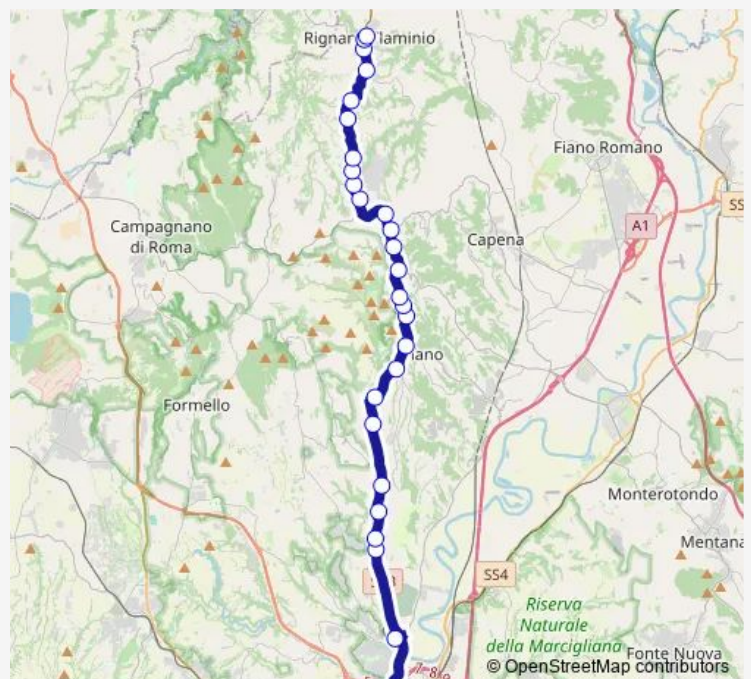 Rignano Flaminio
Fiano Romano
SS
A1
Campagnano
di Roma
Capena
Formello
Monterotondo
Mentana
SS4
Riserva
Naturale
della Marcigliana
Fonte Nuova
© OpenStreetMap contributors